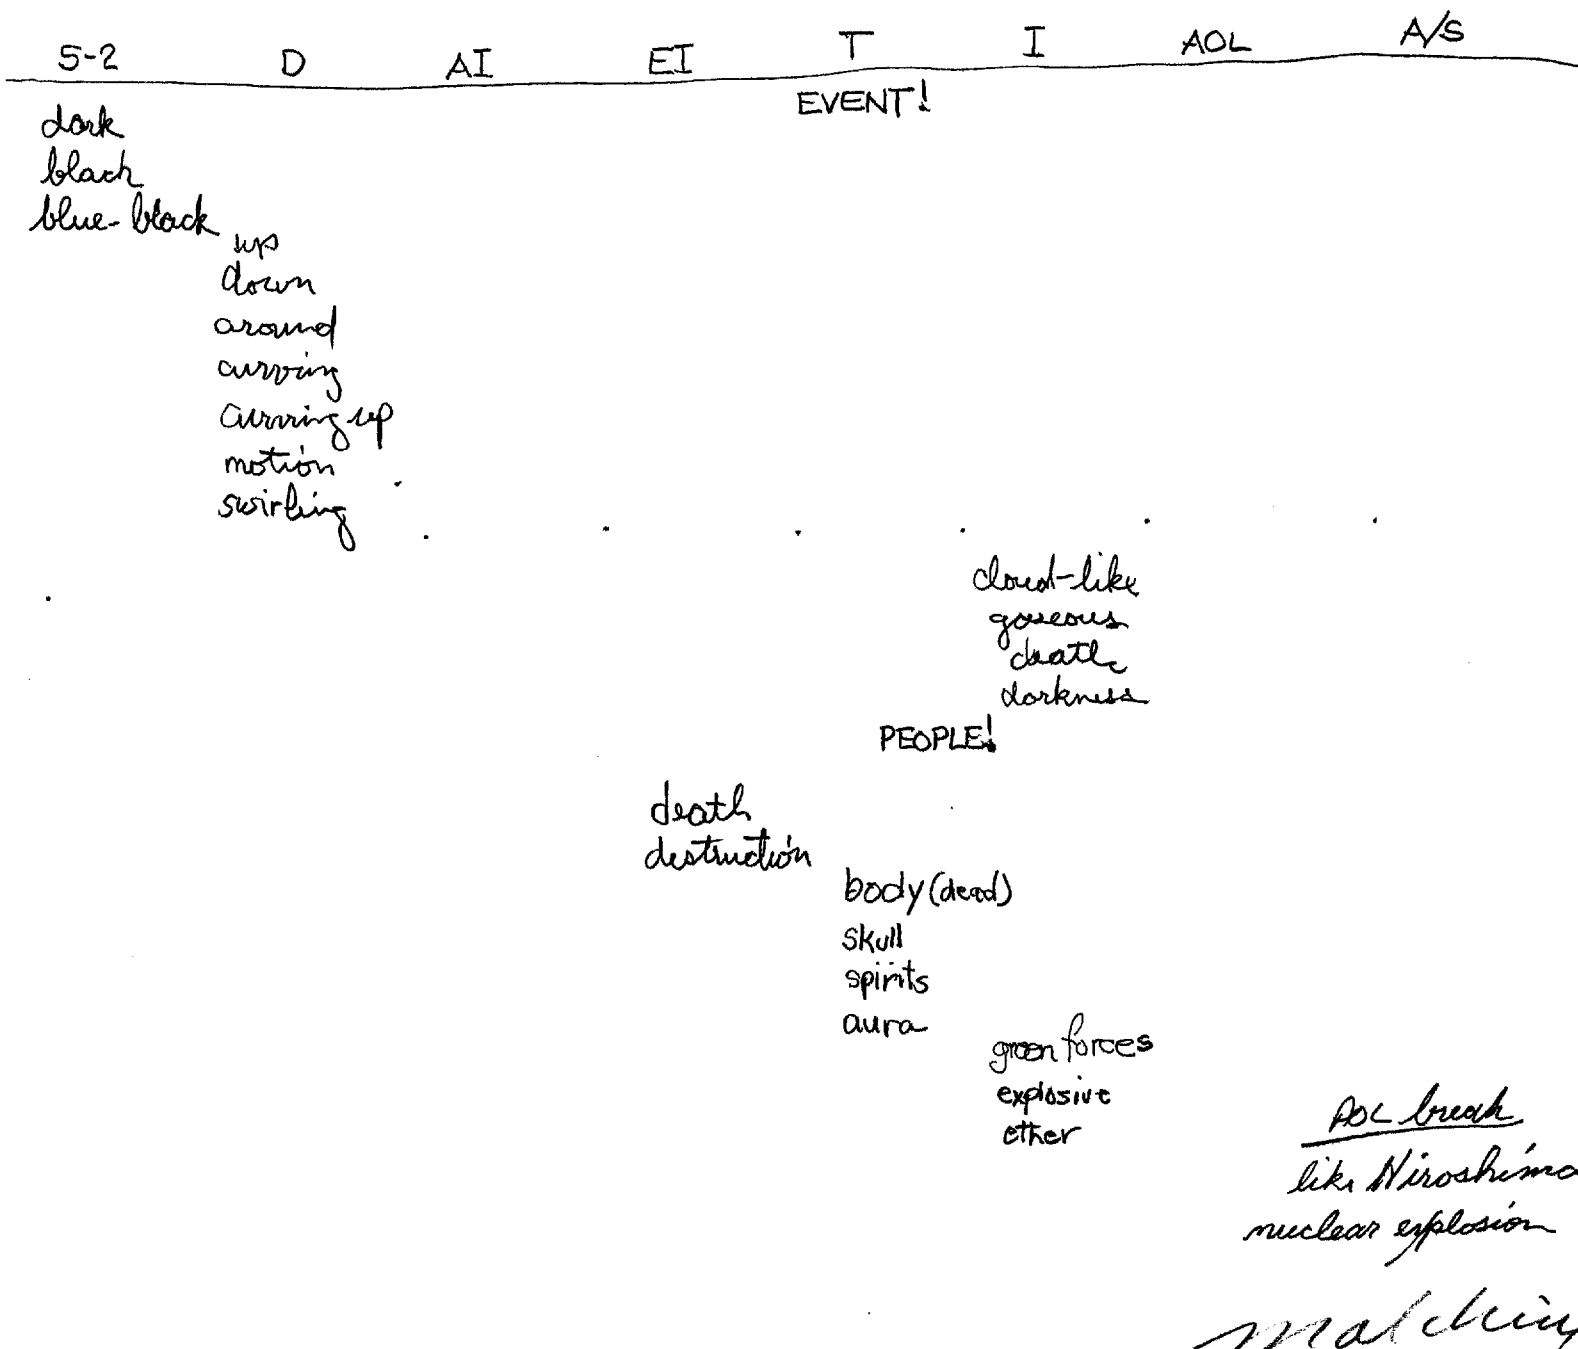 S-2 D AI EI T I AOL A/S
EVENT!
dark
black
blue-black
up
down
around
curving
curving up
motion
swirling
cloud-like
gaseous
death
darkness
PEOPLE!
death
destruction
body (dead)
skull
spirits
aura
green forces
explosive
ether
AOL break
like Hiroshima
nuclear explosion